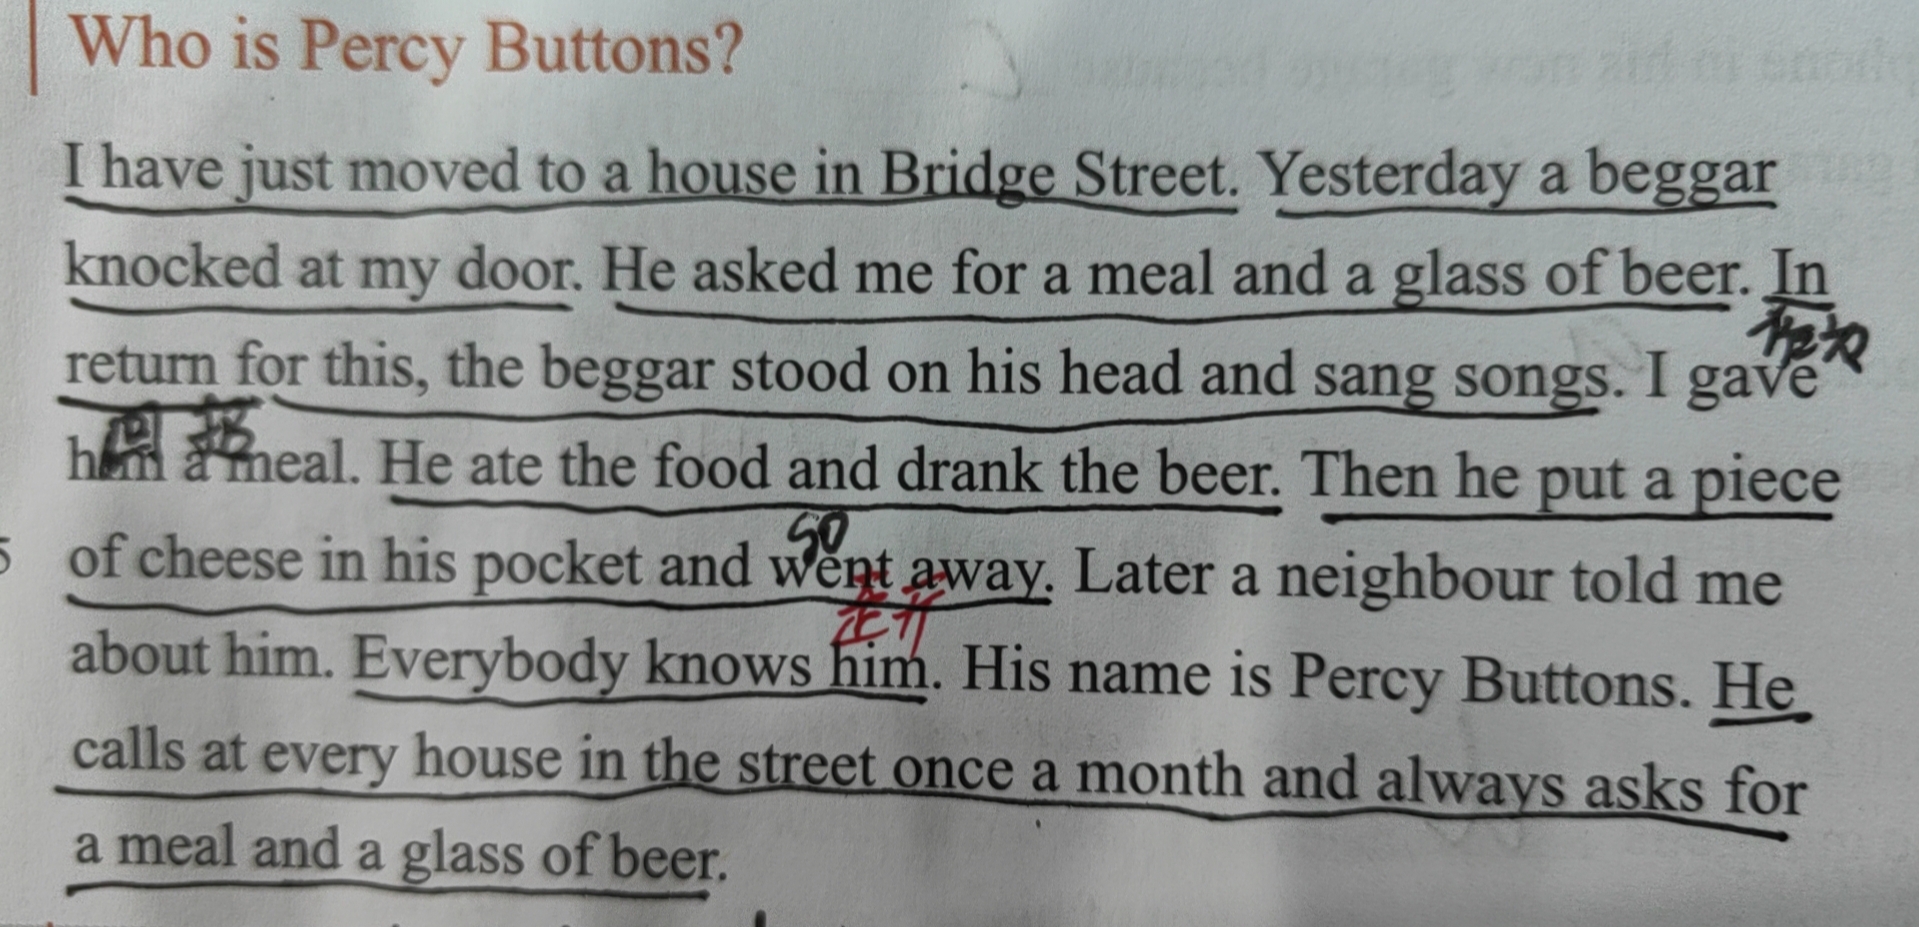 Who is Percy Buttons?
I have just moved to a house in Bridge Street. Yesterday a beggar
knocked at my door. He asked me for a meal and a glass of beer. In
作为
return for this, the beggar stood on his head and sang songs. I gave
回报
him a meal. He ate the food and drank the beer. Then he put a piece
go
5 of cheese in his pocket and went away. Later a neighbour told me
走开
about him. Everybody knows him. His name is Percy Buttons. He
calls at every house in the street once a month and always asks for
a meal and a glass of beer.